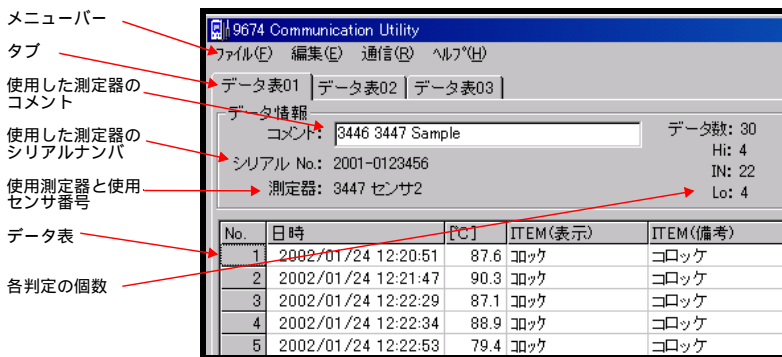 メニューバー
タブ
使用した測定器の
コメント
使用した測定器の
シリアルナンバ
使用測定器と使用
センサ番号
データ表
各判定の個数
9674 Communication Utility
ファイル(F) 編集(E) 通信(R) ヘルプ(H)
データ表01 データ表02 データ表03
データ情報
コメント: 3446 3447 Sample
シリアル No.: 2001-0123456
測定器: 3447 センサ2
データ数: 30
Hi: 4
IN: 22
Lo: 4
No. 日時 [℃] ITEM(表示) ITEM(備考)
1 2002/01/24 12:20:51 87.6 コロッケ コロッケ
2 2002/01/24 12:21:47 90.3 コロッケ コロッケ
3 2002/01/24 12:22:29 87.1 コロッケ コロッケ
4 2002/01/24 12:22:34 88.9 コロッケ コロッケ
5 2002/01/24 12:22:53 79.4 コロッケ コロッケ